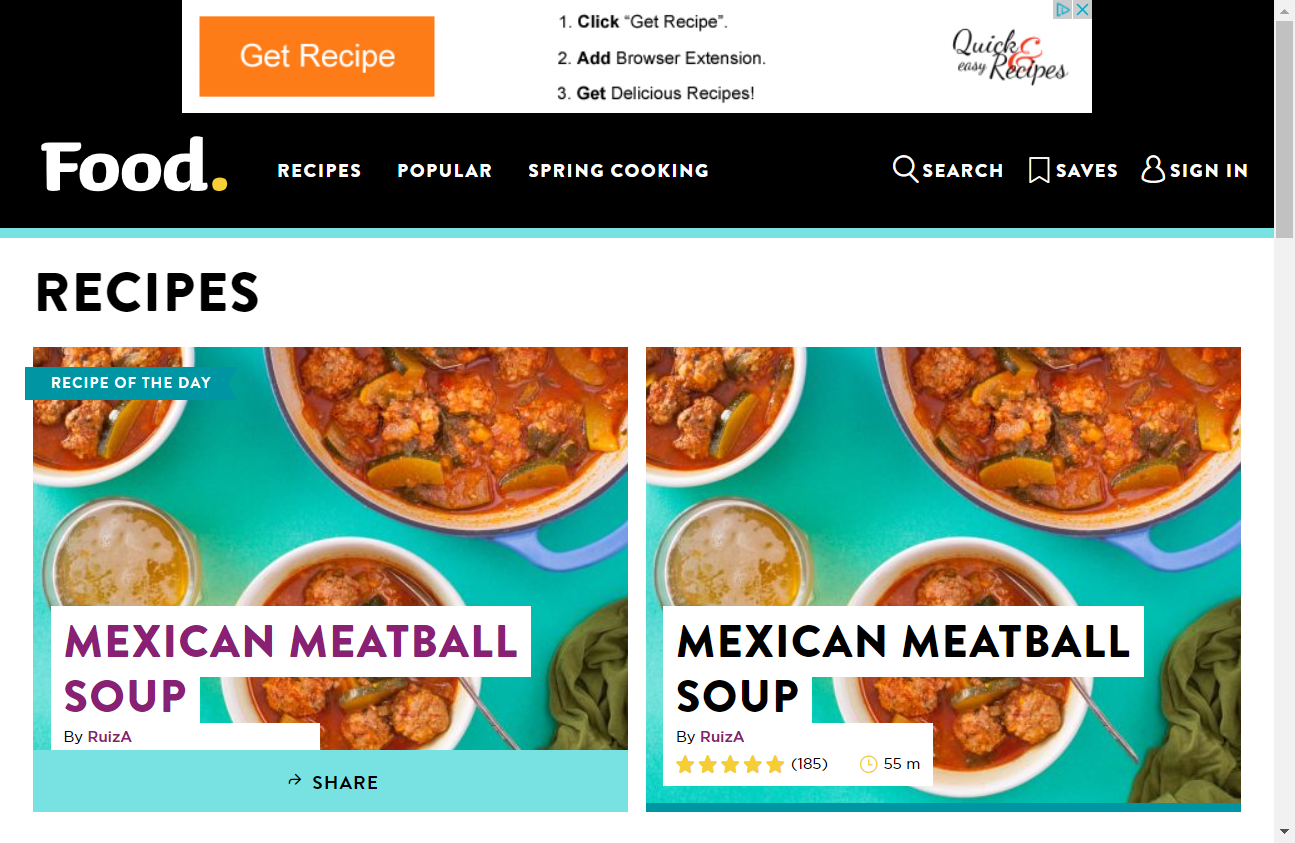 Get Recipe
1. Click “Get Recipe”.
2. Add Browser Extension.
3. Get Delicious Recipes!
Quick &
easy Recipes
Food.
RECIPES POPULAR SPRING COOKING SEARCH SAVES SIGN IN
RECIPES
RECIPE OF THE DAY
MEXICAN MEATBALL
SOUP
By RuizA
SHARE
MEXICAN MEATBALL
SOUP
By RuizA
(185) 55 m